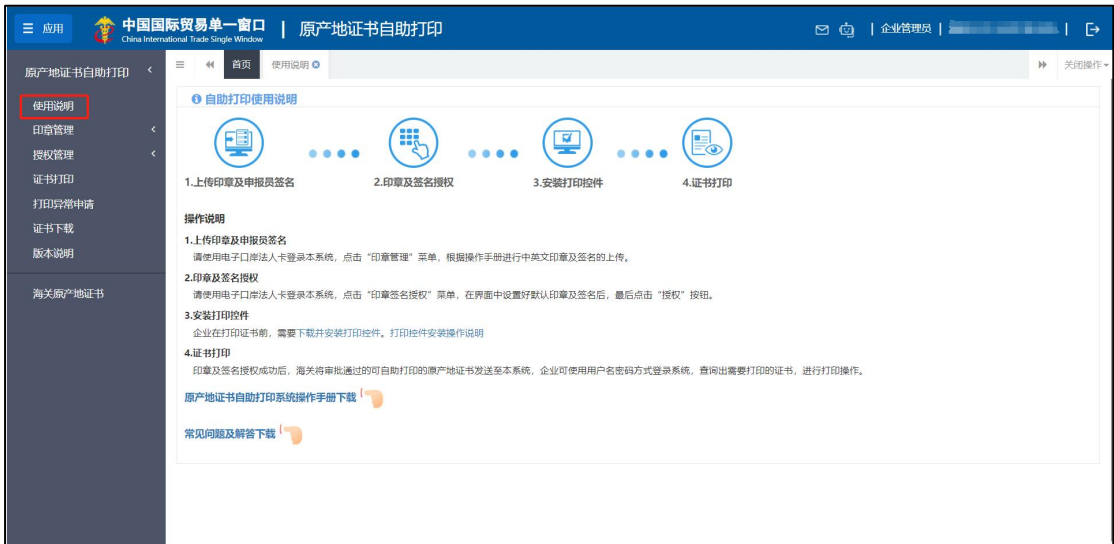 应用
中国国际贸易单一窗口 | 原产地证书自助打印
China International Trade Single Window
| 企业管理员 |
原产地证书自助打印
首页
使用说明
关闭操作
使用说明
印章管理
授权管理
证书打印
打印异常申请
证书下载
版本说明
海关原产地证书
自助打印使用说明
1.上传印章及申报员签名
2.印章及签名授权
3.安装打印控件
4.证书打印
操作说明
1.上传印章及申报员签名
请使用电子口岸法人卡登录本系统，点击“印章管理”菜单，根据操作手册进行中英文印章及签名的上传。
2.印章及签名授权
请使用电子口岸法人卡登录本系统，点击“印章签名授权”菜单，在界面中设置好默认印章及签名后，最后点击“授权”按钮。
3.安装打印控件
企业在打印证书前，需要下载并安装打印控件。打印控件安装操作说明
4.证书打印
印章及签名授权成功后，海关将审批通过的可自助打印的原产地证书发送至本系统，企业可使用用户名密码方式登录系统，查询出需要打印的证书，进行打印操作。
原产地证书自助打印系统操作手册下载
常见问题及解答下载